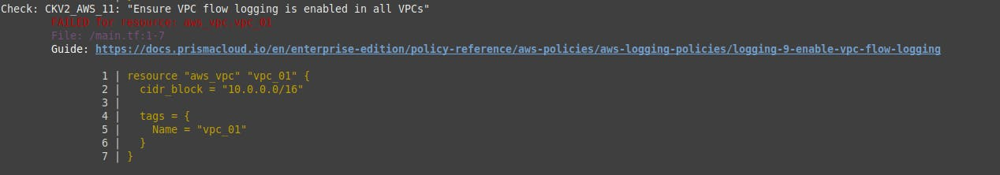 Check: CKV2_AWS_11: "Ensure VPC flow logging is enabled in all VPCs"
FAILED for resource: aws_vpc.vpc_01
File: /main.tf:1-7
Guide: https://docs.prismacloud.io/en/enterprise-edition/policy-reference/aws-policies/aws-logging-policies/logging-9-enable-vpc-flow-logging
1 | resource "aws_vpc" "vpc_01" {
2 |   cidr_block = "10.0.0.0/16"
3 |
4 |   tags = {
5 |     Name = "vpc_01"
6 |   }
7 | }